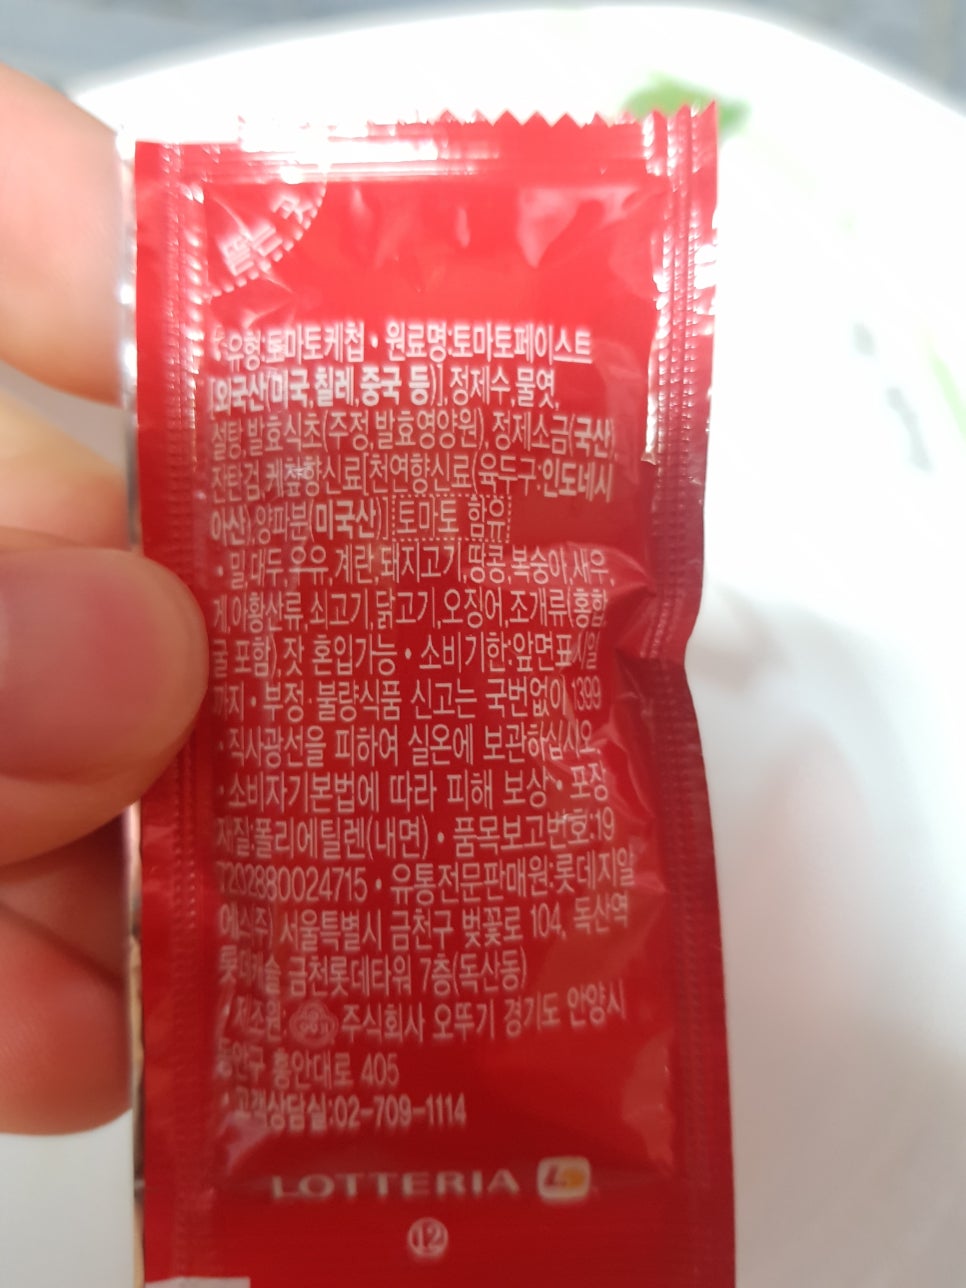 뜯는 곳
유형:토마토케첩 • 원료명:토마토페이스트
[외국산(미국,칠레,중국 등)],정제수,물엿,
설탕,발효식초(주정,발효영양원),정제소금(국산),
잔탄검,케찹향신료[천연향신료(육두구:인도네시
아산),양파분(미국산)] 토마토 함유
• 밀,대두,우유,계란,돼지고기,땅콩,복숭아,새우,
게,아황산류,쇠고기,닭고기,오징어,조개류(홍합,
굴 포함),잣 혼입가능 • 소비기한:앞면표시일
까지 • 부정·불량식품 신고는 국번없이 1399
• 직사광선을 피하여 실온에 보관하십시오.
• 소비자기본법에 따라 피해 보상 • 포장
재질:폴리에틸렌(내면) • 품목보고번호:19
7202880024715 • 유통전문판매원:롯데지알
에스(주) 서울특별시 금천구 벚꽃로 104, 독산역
롯데캐슬 금천롯데타워 7층(독산동)
• 제조원: 주식회사 오뚜기 경기도 안양시
동안구 흥안대로 405
• 고객상담실:02-709-1114
LOTTERIA
⑫